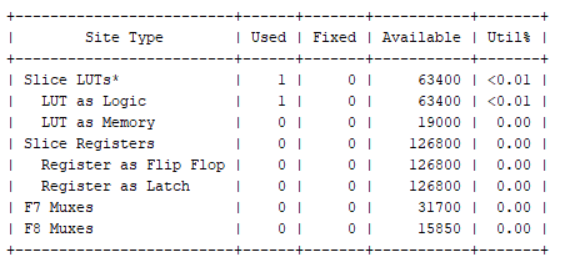 +-------------------------+------+-------+-----------+-------+
|        Site Type        | Used | Fixed | Available | Util% |
+-------------------------+------+-------+-----------+-------+
| Slice LUTs*             |    1 |     0 |     63400 | <0.01 |
|   LUT as Logic          |    1 |     0 |     63400 | <0.01 |
|   LUT as Memory         |    0 |     0 |     19000 |  0.00 |
| Slice Registers         |    0 |     0 |    126800 |  0.00 |
|   Register as Flip Flop |    0 |     0 |    126800 |  0.00 |
|   Register as Latch     |    0 |     0 |    126800 |  0.00 |
| F7 Muxes                |    0 |     0 |     31700 |  0.00 |
| F8 Muxes                |    0 |     0 |     15850 |  0.00 |
+-------------------------+------+-------+-----------+-------+